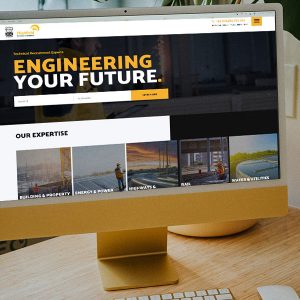 Technical Recruitment Experts
ENGINEERING
YOUR FUTURE.
OUR EXPERTISE
BUILDING & PROPERTY
ENERGY & POWER
HIGHWAYS &
RAIL
WATER & UTILITIES